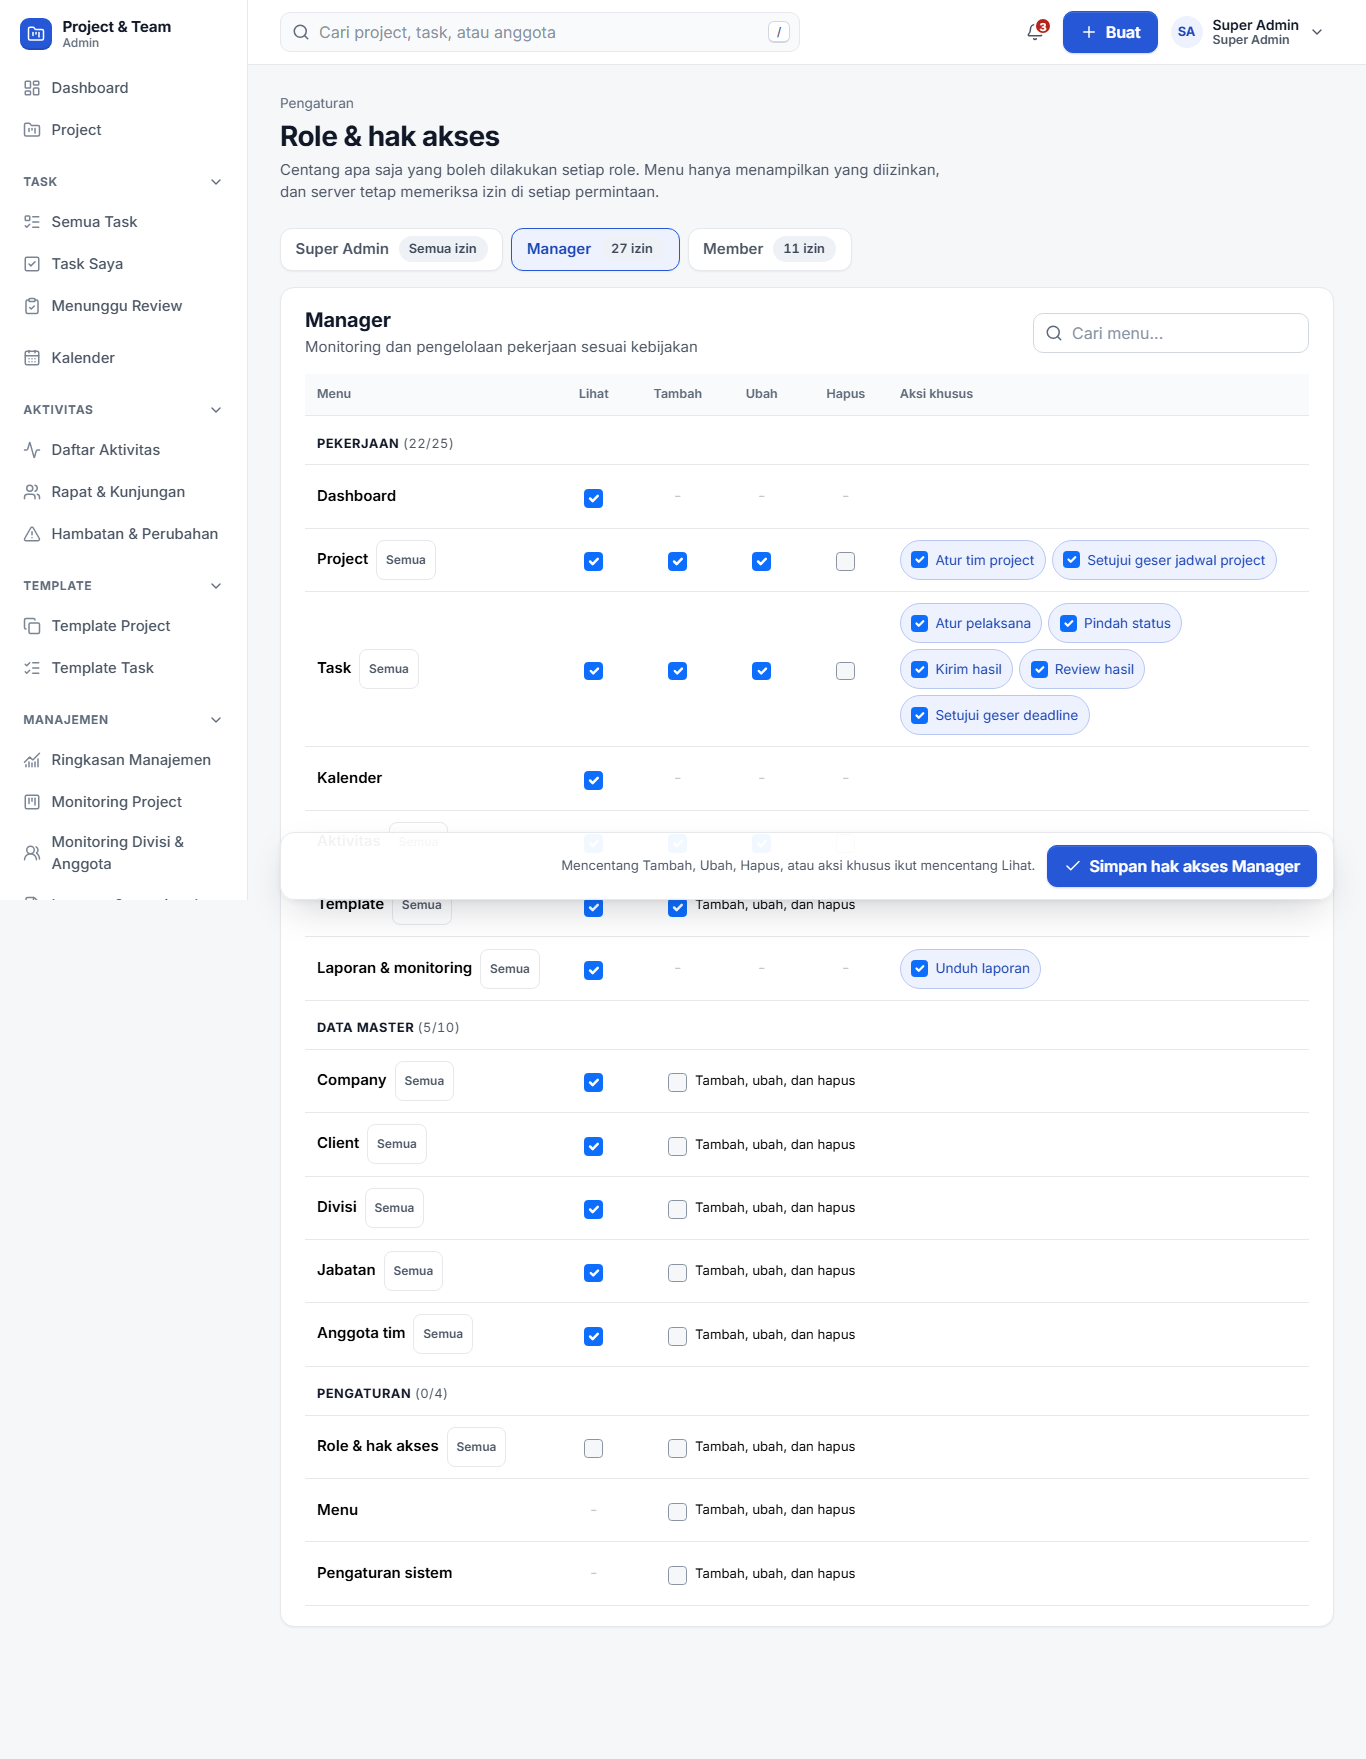 Project & Team
Admin
Dashboard
Project
TASK
Semua Task
Task Saya
Menunggu Review
Kalender
AKTIVITAS
Daftar Aktivitas
Rapat & Kunjungan
Hambatan & Perubahan
TEMPLATE
Template Project
Template Task
MANAJEMEN
Ringkasan Manajemen
Monitoring Project
Monitoring Divisi &
Anggota
Cari project, task, atau anggota /
3
Buat
SA
Super Admin
Super Admin
Pengaturan
Role & hak akses
Centang apa saja yang boleh dilakukan setiap role. Menu hanya menampilkan yang diizinkan,
dan server tetap memeriksa izin di setiap permintaan.
Super Admin Semua izin
Manager 27 izin
Member 11 izin
Manager
Monitoring dan pengelolaan pekerjaan sesuai kebijakan
Cari menu...
Menu Lihat Tambah Ubah Hapus Aksi khusus
PEKERJAAN (22/25)
Dashboard - - -
Project Semua Atur tim project Setujui geser jadwal project
Task Semua Atur pelaksana Pindah status
Kirim hasil Review hasil
Setujui geser deadline
Kalender - - -
Aktivitas Semua
Mencentang Tambah, Ubah, Hapus, atau aksi khusus ikut mencentang Lihat. Simpan hak akses Manager
Template Semua Tambah, ubah, dan hapus
Laporan & monitoring Semua - - - Unduh laporan
DATA MASTER (5/10)
Company Semua Tambah, ubah, dan hapus
Client Semua Tambah, ubah, dan hapus
Divisi Semua Tambah, ubah, dan hapus
Jabatan Semua Tambah, ubah, dan hapus
Anggota tim Semua Tambah, ubah, dan hapus
PENGATURAN (0/4)
Role & hak akses Semua Tambah, ubah, dan hapus
Menu - Tambah, ubah, dan hapus
Pengaturan sistem - Tambah, ubah, dan hapus